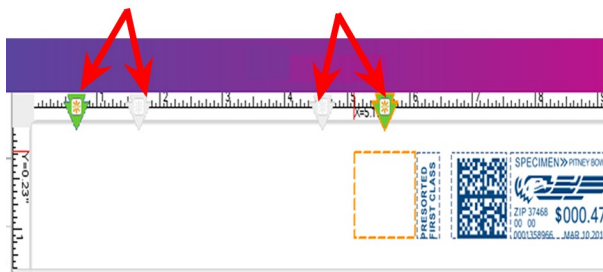 1 2 3 4 5 6 7 8
X=5.1
Y=0.23"
PRESORTED
FIRST CLASS
SPECIMEN PITNEY BOW
ZIP 37468
00 00
$000.47
0001358966 MAR 10 201